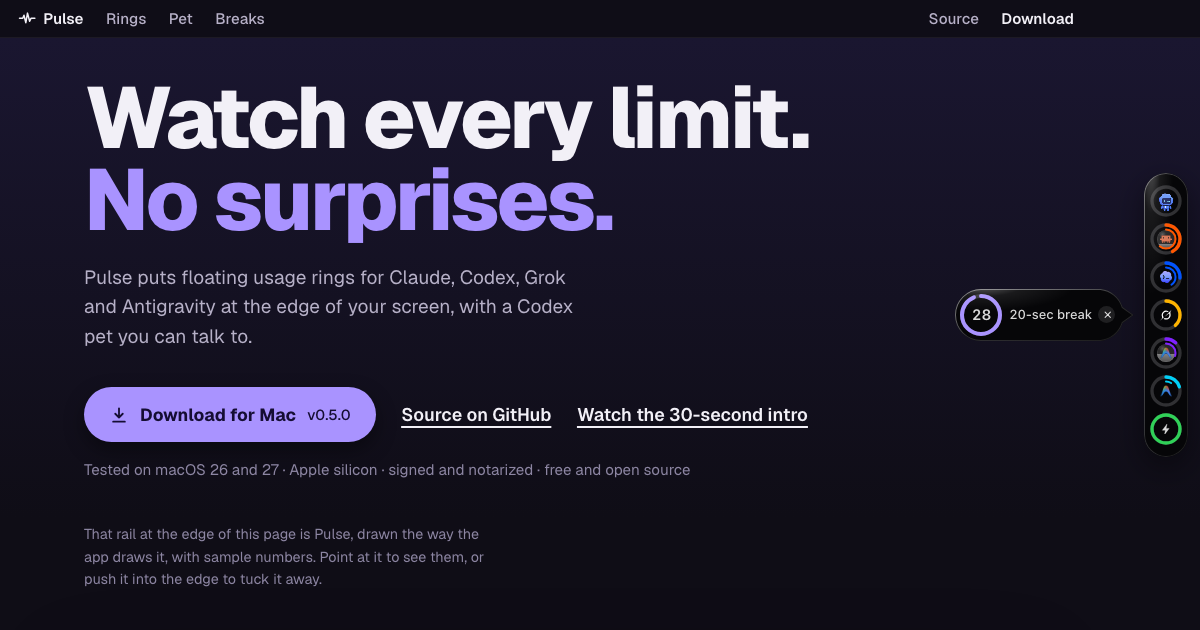 Pulse Rings Pet Breaks Source Download
Watch every limit.
No surprises.
Pulse puts floating usage rings for Claude, Codex, Grok
and Antigravity at the edge of your screen, with a Codex
pet you can talk to.
28 20-sec break
Download for Mac v0.5.0 Source on GitHub Watch the 30-second intro
Tested on macOS 26 and 27 · Apple silicon · signed and notarized · free and open source
That rail at the edge of this page is Pulse, drawn the way the
app draws it, with sample numbers. Point at it to see them, or
push it into the edge to tuck it away.